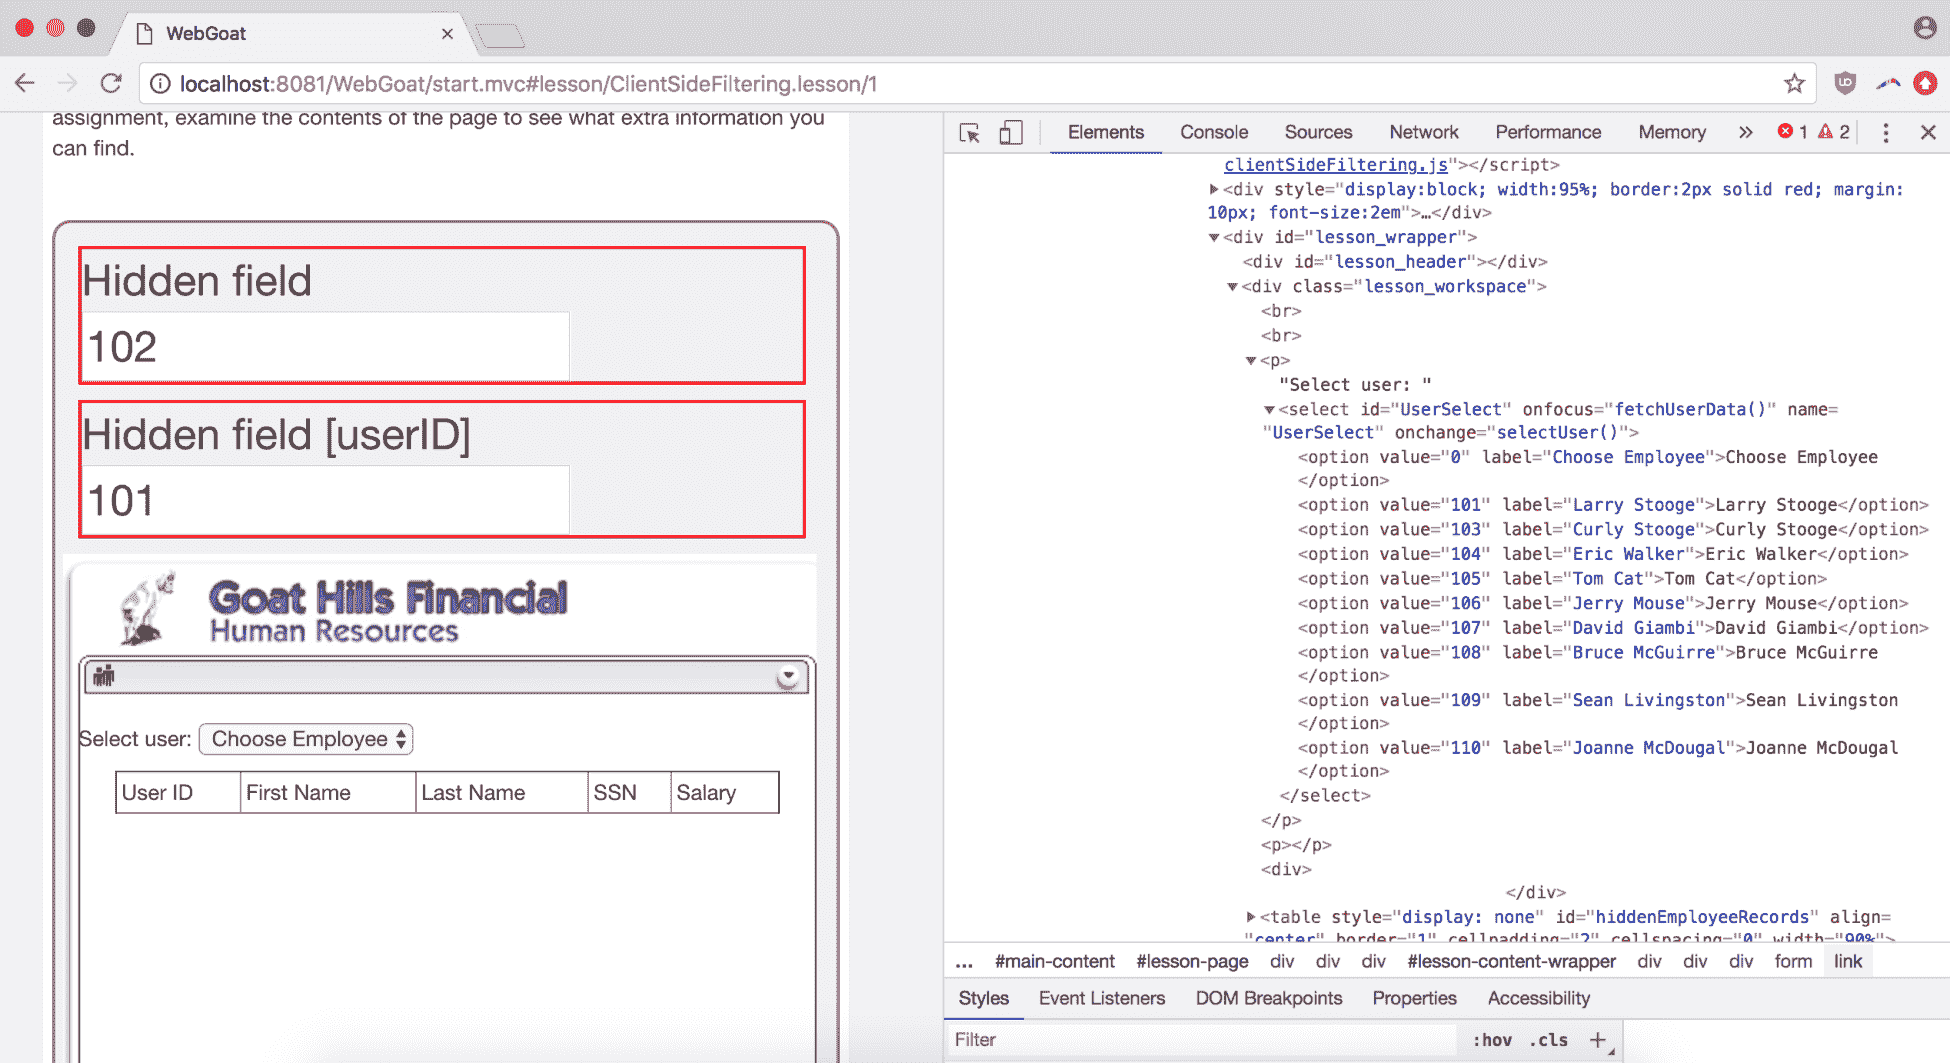 WebGoat
localhost:8081/WebGoat/start.mvc#lesson/ClientSideFiltering.lesson/1
assignment, examine the contents of the page to see what extra information you
can find.
Hidden field
102
Hidden field [userID]
101
Goat Hills Financial
Human Resources
Select user: Choose Employee
User ID First Name Last Name SSN Salary
Elements Console Sources Network Performance Memory » 1 2
clientSideFiltering.js"></script>
<div style="display:block; width:95%; border:2px solid red; margin:
10px; font-size:2em">…</div>
<div id="lesson_wrapper">
<div id="lesson_header"></div>
<div class="lesson_workspace">
<br>
<br>
<p>
"Select user: "
<select id="UserSelect" onfocus="fetchUserData()" name=
"UserSelect" onchange="selectUser()">
<option value="0" label="Choose Employee">Choose Employee
</option>
<option value="101" label="Larry Stooge">Larry Stooge</option>
<option value="103" label="Curly Stooge">Curly Stooge</option>
<option value="104" label="Eric Walker">Eric Walker</option>
<option value="105" label="Tom Cat">Tom Cat</option>
<option value="106" label="Jerry Mouse">Jerry Mouse</option>
<option value="107" label="David Giambi">David Giambi</option>
<option value="108" label="Bruce McGuirre">Bruce McGuirre
</option>
<option value="109" label="Sean Livingston">Sean Livingston
</option>
<option value="110" label="Joanne McDougal">Joanne McDougal
</option>
</select>
</p>
<p></p>
<div>
</div>
<table style="display: none" id="hiddenEmployeeRecords" align=
"center" border="1" cellpadding="2" cellspacing="0" width="90%">
... #main-content #lesson-page div div div #lesson-content-wrapper div div div form link
Styles Event Listeners DOM Breakpoints Properties Accessibility
Filter :hov .cls +